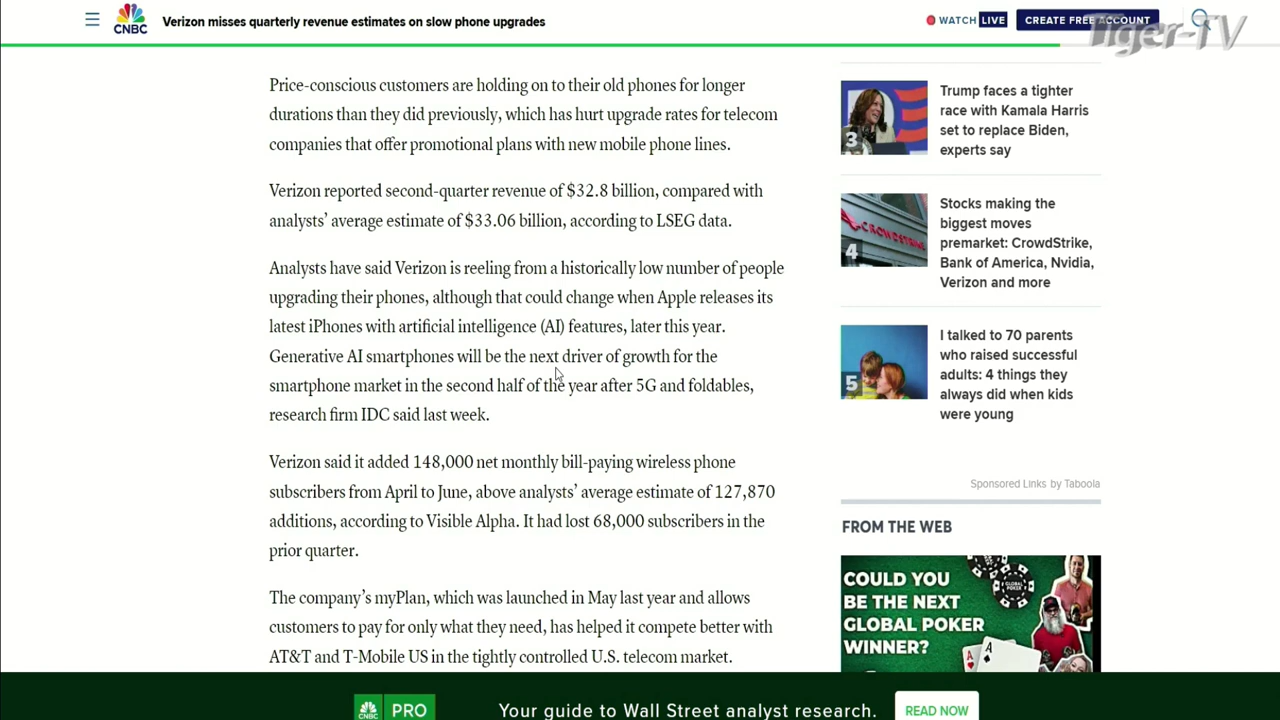 CNBC
Verizon misses quarterly revenue estimates on slow phone upgrades
WATCH LIVE
CREATE FREE ACCOUNT
Tiger-TV
Price-conscious customers are holding on to their old phones for longer
durations than they did previously, which has hurt upgrade rates for telecom
companies that offer promotional plans with new mobile phone lines.
Verizon reported second-quarter revenue of $32.8 billion, compared with
analysts’ average estimate of $33.06 billion, according to LSEG data.
Analysts have said Verizon is reeling from a historically low number of people
upgrading their phones, although that could change when Apple releases its
latest iPhones with artificial intelligence (AI) features, later this year.
Generative AI smartphones will be the next driver of growth for the
smartphone market in the second half of the year after 5G and foldables,
research firm IDC said last week.
Verizon said it added 148,000 net monthly bill-paying wireless phone
subscribers from April to June, above analysts’ average estimate of 127,870
additions, according to Visible Alpha. It had lost 68,000 subscribers in the
prior quarter.
The company’s myPlan, which was launched in May last year and allows
customers to pay for only what they need, has helped it compete better with
AT&T and T-Mobile US in the tightly controlled U.S. telecom market.
3
Trump faces a tighter
race with Kamala Harris
set to replace Biden,
experts say
CROWDSTRIKE
4
Stocks making the
biggest moves
premarket: CrowdStrike,
Bank of America, Nvidia,
Verizon and more
5
I talked to 70 parents
who raised successful
adults: 4 things they
always did when kids
were young
Sponsored Links by Taboola
FROM THE WEB
COULD YOU
BE THE NEXT
GLOBAL POKER
WINNER?
GLOBAL
POKER
A
A
CNBC
PRO
Your guide to Wall Street analyst research.
READ NOW